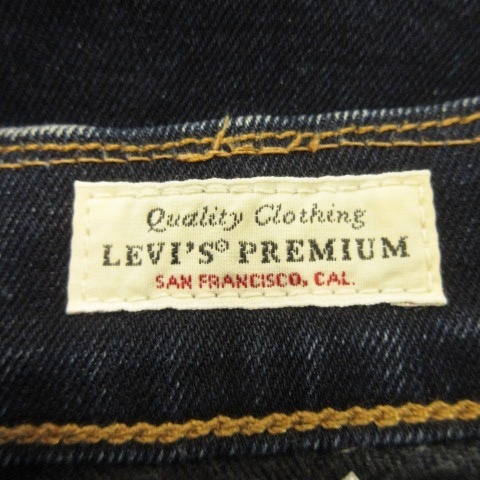 Quality Clothing
LEVI'S® PREMIUM
SAN FRANCISCO, CAL.